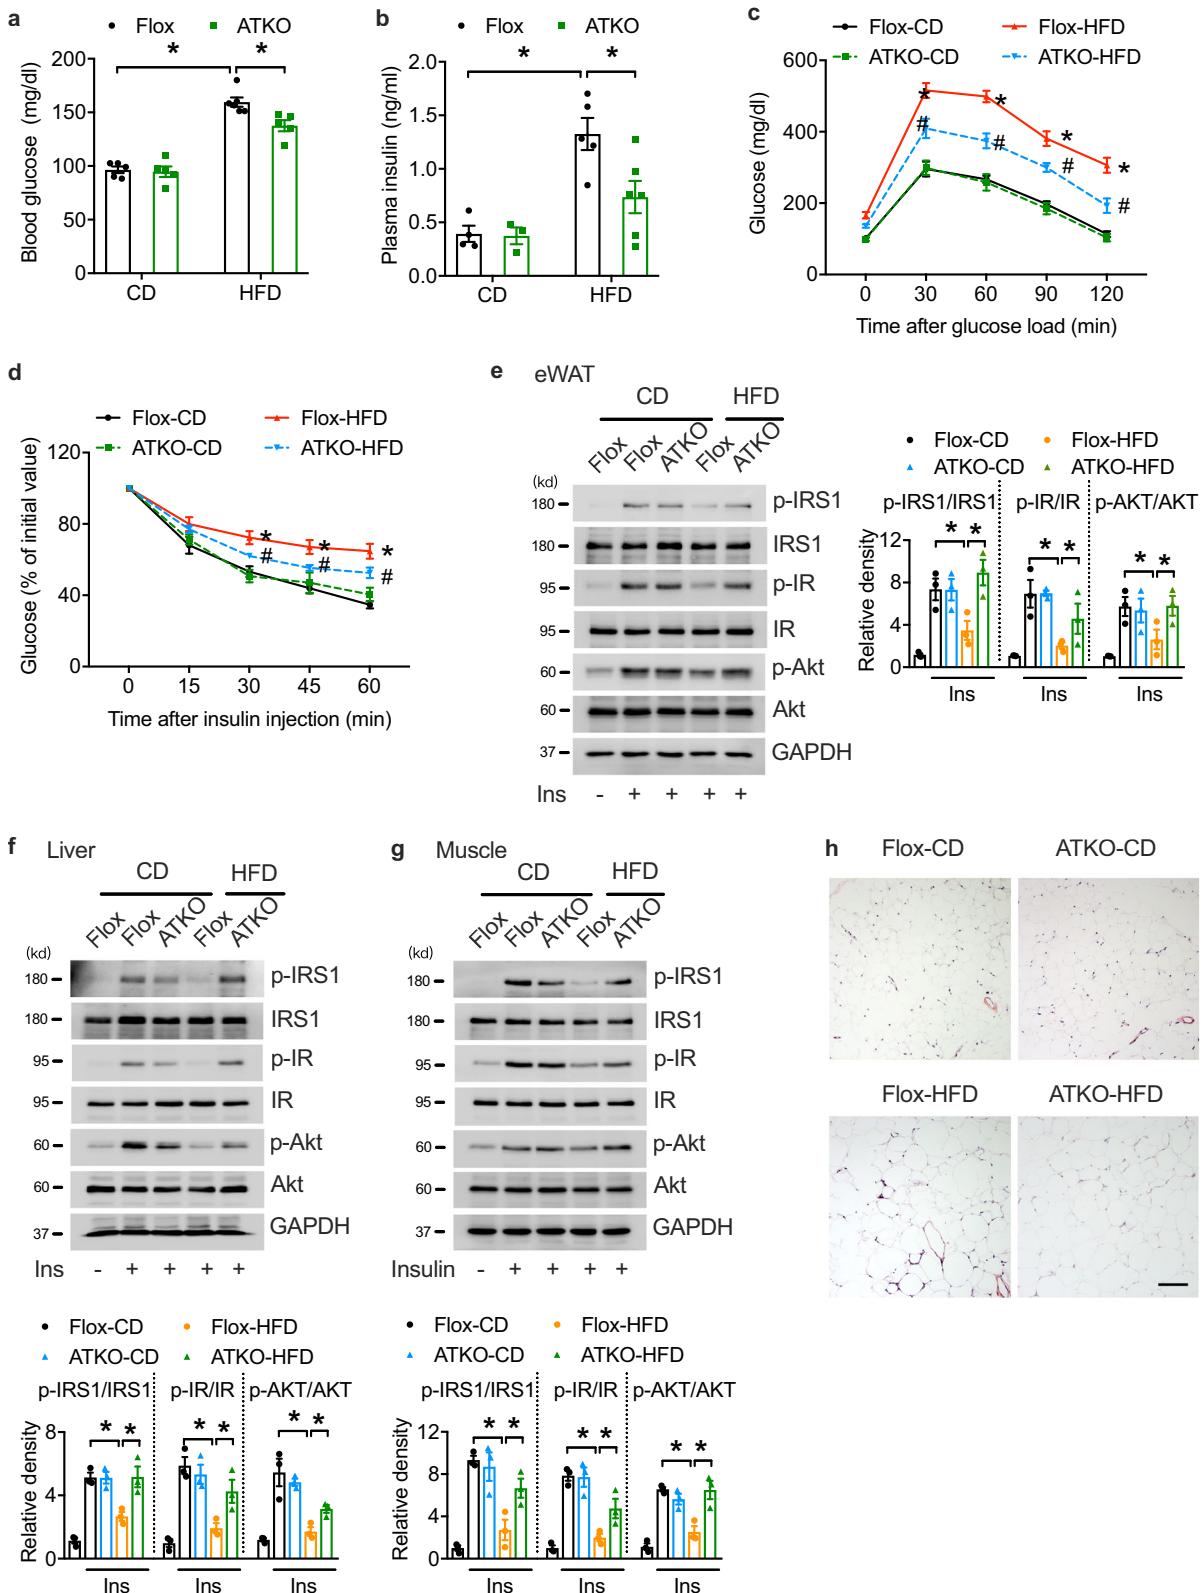 a
Flox
ATKO
*
*
Blood glucose (mg/dl)
200
150
100
50
0
CD
HFD
b
Flox
ATKO
*
*
Plasma insulin (ng/ml)
2.0
1.5
1.0
0.5
0.0
CD
HFD
c
Flox-CD
Flox-HFD
ATKO-CD
ATKO-HFD
Glucose (mg/dl)
600
400
200
0
* * * *
# # # #
0 30 60 90 120
Time after glucose load (min)
d
Flox-CD
Flox-HFD
ATKO-CD
ATKO-HFD
Glucose (% of initial value)
120
80
40
0
* * *
# # #
0 15 30 45 60
Time after insulin injection (min)
e
eWAT
CD
HFD
Flox Flox ATKO Flox ATKO
(kd)
180 p-IRS1
180 IRS1
95 p-IR
95 IR
60 p-Akt
60 Akt
37 GAPDH
Ins - + + + +
Flox-CD
Flox-HFD
ATKO-CD
ATKO-HFD
p-IRS1/IRS1
p-IR/IR
p-AKT/AKT
* * * * * *
Relative density
12
8
4
0
Ins Ins Ins
f
Liver
CD
HFD
Flox Flox ATKO Flox ATKO
(kd)
180 p-IRS1
180 IRS1
95 p-IR
95 IR
60 p-Akt
60 Akt
37 GAPDH
Ins - + + + +
Flox-CD
Flox-HFD
ATKO-CD
ATKO-HFD
p-IRS1/IRS1
p-IR/IR
p-AKT/AKT
* * * * * *
Relative density
8
4
0
Ins Ins Ins
g
Muscle
CD
HFD
Flox Flox ATKO Flox ATKO
(kd)
180 p-IRS1
180 IRS1
95 p-IR
95 IR
60 p-Akt
60 Akt
37 GAPDH
Insulin - + + + +
Flox-CD
Flox-HFD
ATKO-CD
ATKO-HFD
p-IRS1/IRS1
p-IR/IR
p-AKT/AKT
* * * * * *
Relative density
12
8
4
0
Ins Ins Ins
h
Flox-CD
ATKO-CD
Flox-HFD
ATKO-HFD